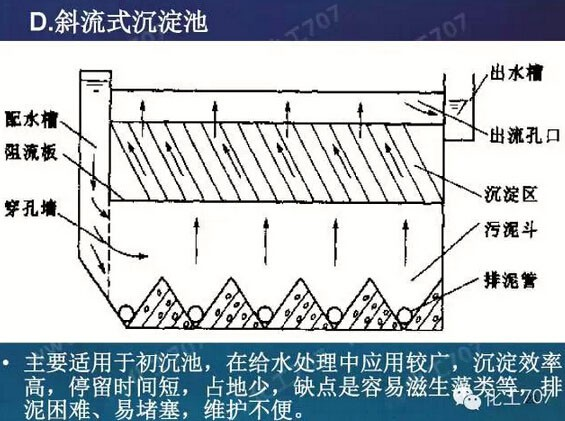 D.斜流式沉淀池
配水槽
阻流板
穿孔墙
出水槽
出流孔口
沉淀区
污泥斗
排泥管
• 主要适用于初沉池，在给水处理中应用较广，沉淀效率
高，停留时间短，占地少，缺点是容易滋生藻类等，排
泥困难、易堵塞，维护不便。
化工707